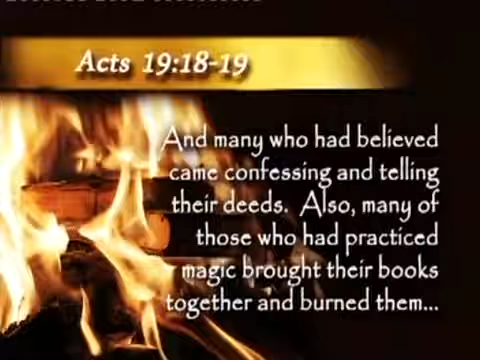 Acts 19:18-19
And many who had believed
came confessing and telling
their deeds. Also, many of
those who had practiced
magic brought their books
together and burned them...